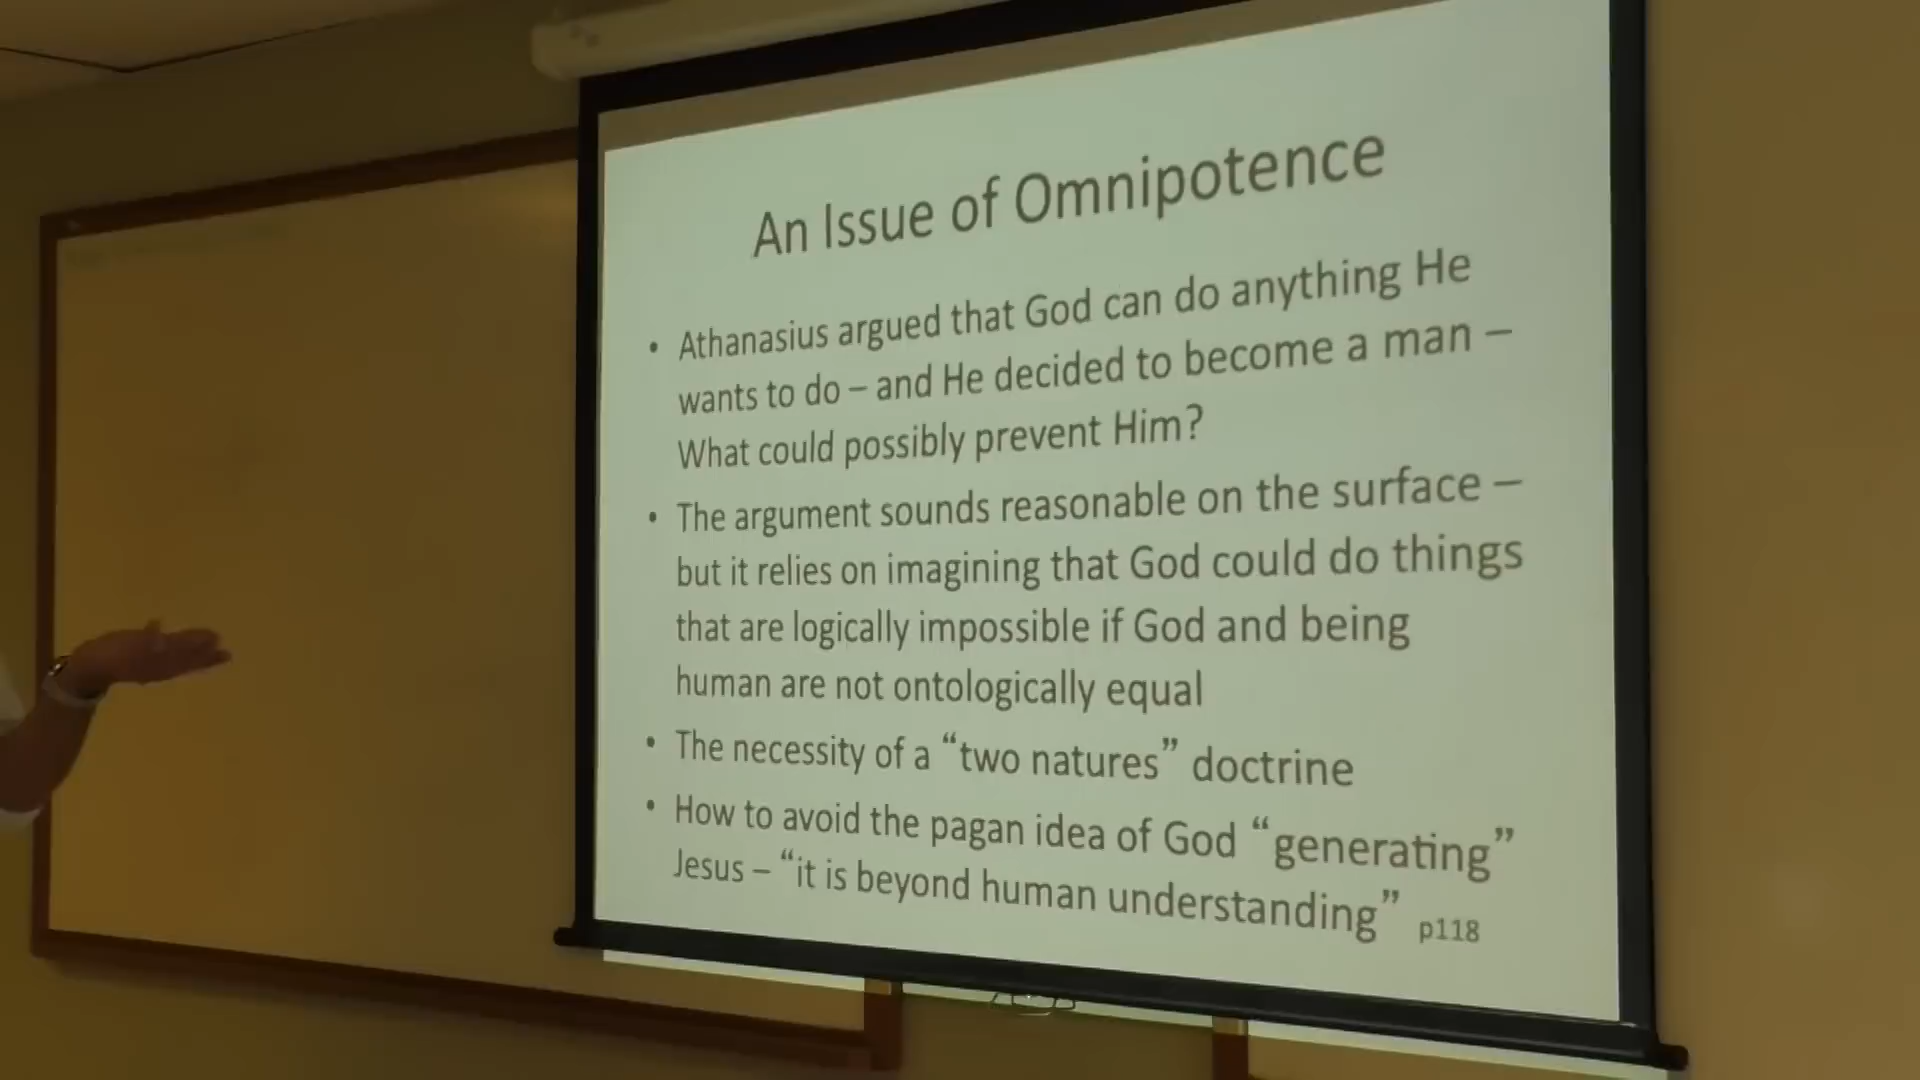 An Issue of Omnipotence
• Athanasius argued that God can do anything He
wants to do – and He decided to become a man –
What could possibly prevent Him?
• The argument sounds reasonable on the surface –
but it relies on imagining that God could do things
that are logically impossible if God and being
human are not ontologically equal
• The necessity of a “two natures” doctrine
• How to avoid the pagan idea of God “generating”
Jesus – “it is beyond human understanding” p118